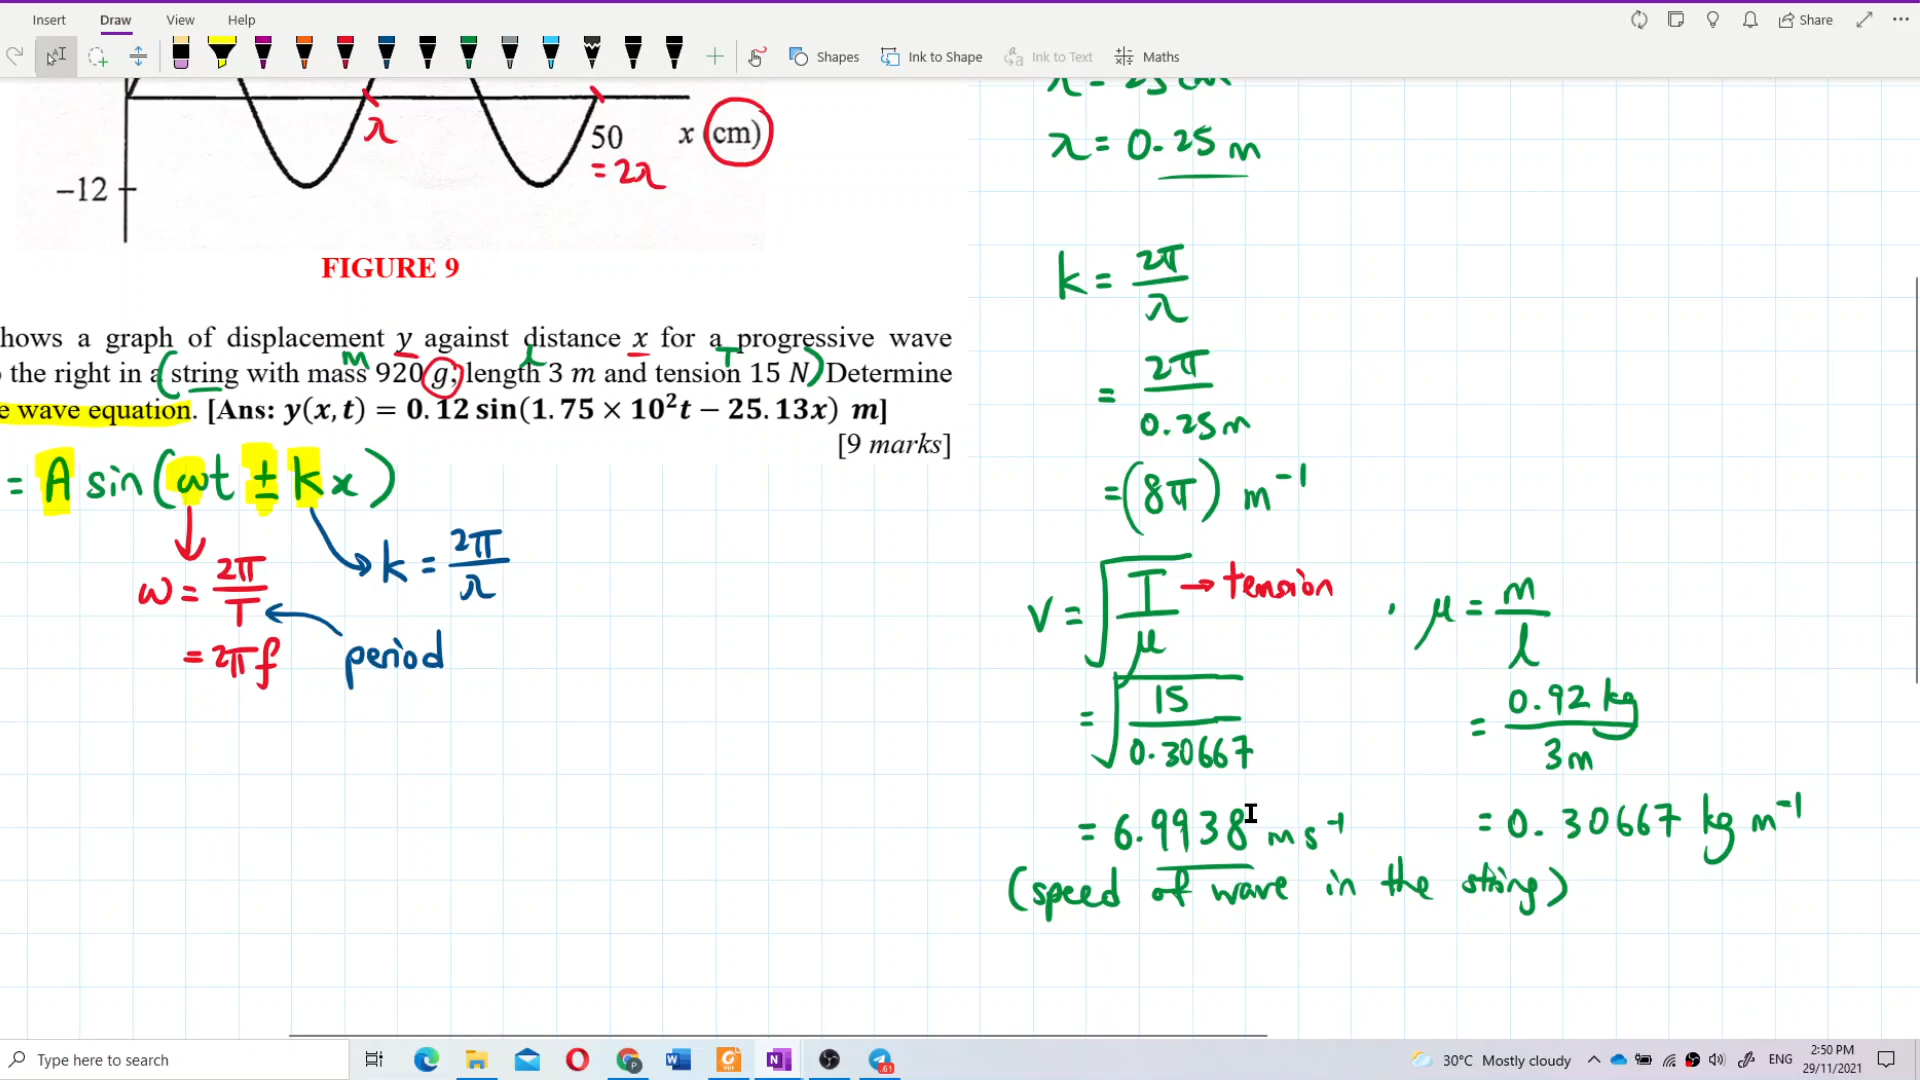 Insert Draw View Help
Share
Shapes Ink to Shape Ink to Text Maths
λ
50 x (cm)
= 2λ
−12
FIGURE 9
hows a graph of displacement y against distance x for a progressive wave
m l T
the right in a string with mass 920 g, length 3 m and tension 15 N) Determine
e wave equation. [Ans: y(x, t) = 0.12 sin(1.75 × 10²t − 25.13x) m]
[9 marks]
= A sin (ωt ± kx)
k = 2π/λ
ω = 2π/T
period
= 2πf
λ = 25 cm
λ = 0.25 m
k = 2π/λ
= 2π/0.25m
= (8π) m⁻¹
v = √(T/μ) → tension , μ = m/l
= √(15/0.30667)
= 0.92 kg/3m
= 6.9938 m s⁻¹
= 0.30667 kg m⁻¹
(speed of wave in the string)
Type here to search
61
30°C Mostly cloudy
ENG
2:50 PM
29/11/2021